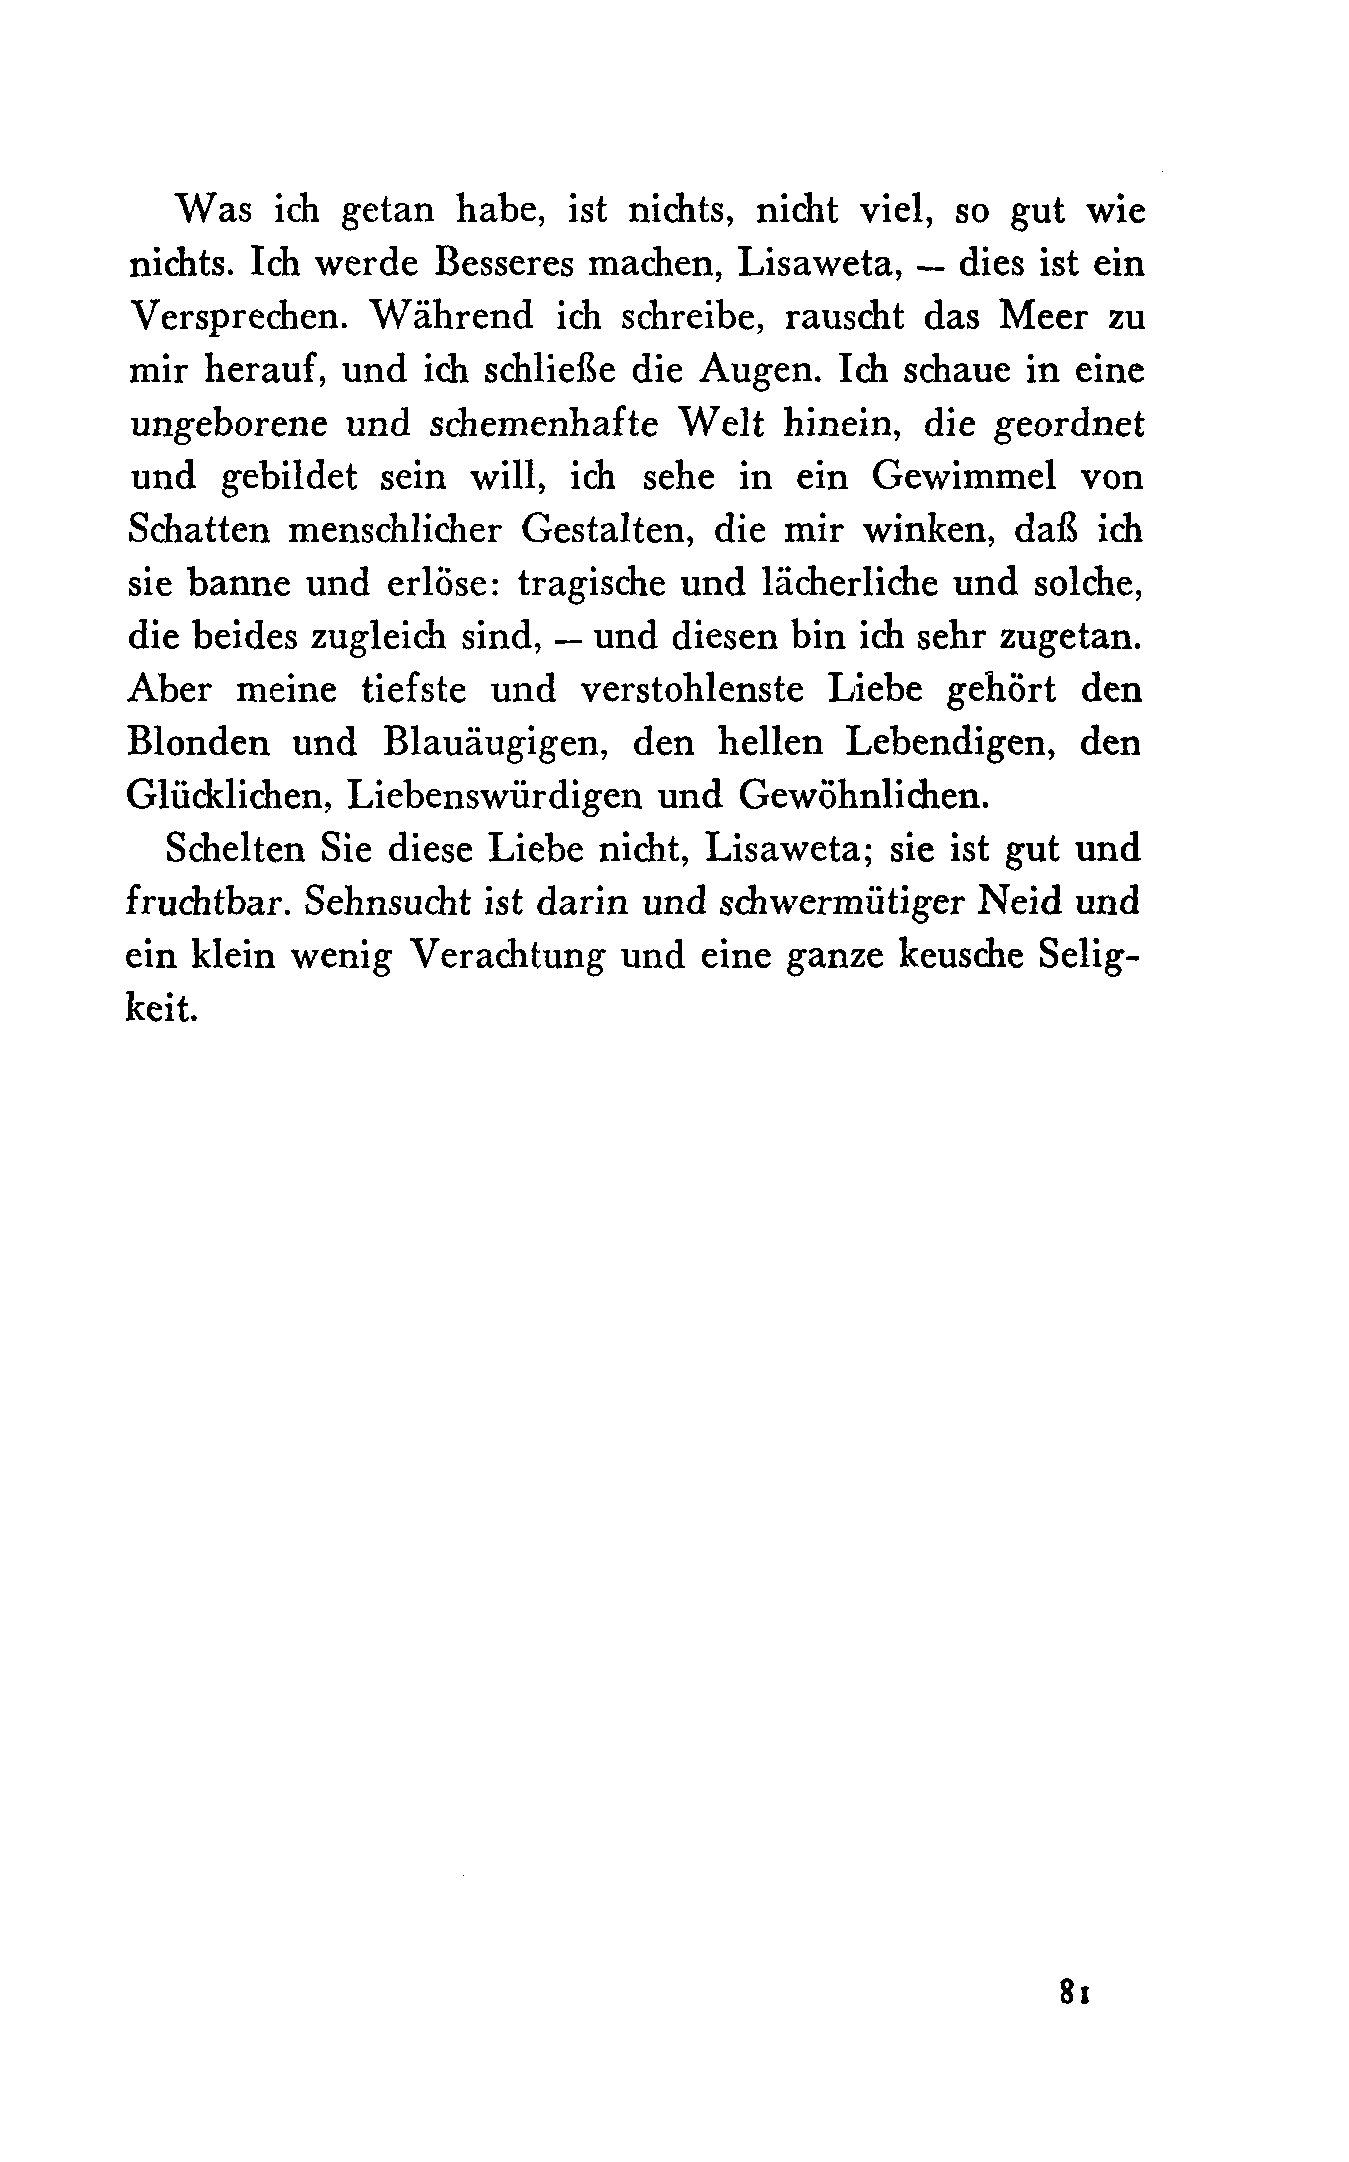 Was ich getan habe, ist nichts, nicht viel, so gut wie
nichts. Ich werde Besseres machen, Lisaweta, – dies ist ein
Versprechen. Während ich schreibe, rauscht das Meer zu
mir herauf, und ich schließe die Augen. Ich schaue in eine
ungeborene und schemenhafte Welt hinein, die geordnet
und gebildet sein will, ich sehe in ein Gewimmel von
Schatten menschlicher Gestalten, die mir winken, daß ich
sie banne und erlöse: tragische und lächerliche und solche,
die beides zugleich sind, – und diesen bin ich sehr zugetan.
Aber meine tiefste und verstohlenste Liebe gehört den
Blonden und Blauäugigen, den hellen Lebendigen, den
Glücklichen, Liebenswürdigen und Gewöhnlichen.
Schelten Sie diese Liebe nicht, Lisaweta; sie ist gut und
fruchtbar. Sehnsucht ist darin und schwermütiger Neid und
ein klein wenig Verachtung und eine ganze keusche Selig-
keit.
81